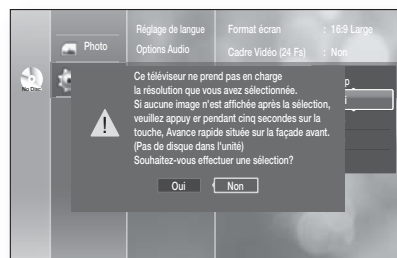 Réglage de langue
Format écran : 16:9 Large
Photo
Options Audio
Cadre Vidéo (24 Fs) : Non
No Disc
Ce téléviseur ne prend pas en charge
la résolution que vous avez sélectionnée.
Si aucune image n'est affichée après la sélection,
veuillez appuy er pendant cinq secondes sur la
touche, Avance rapide située sur la façade avant.
(Pas de disque dans l'unité)
Souhaitez-vous effectuer une sélection?
Oui
Non
p
i